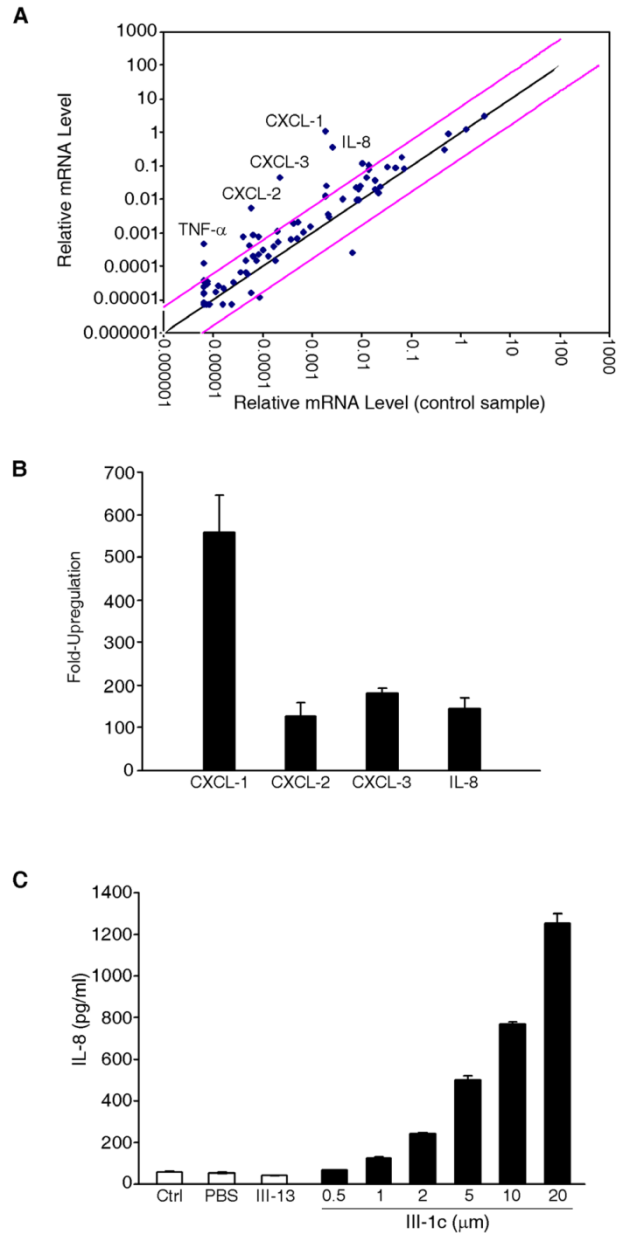 A
Relative mRNA Level
1000
100
10
1
0.1
0.01
0.001
0.0001
0.00001
0.000001
CXCL-1
IL-8
CXCL-3
CXCL-2
TNF-α
0.000001
0.00001
0.0001
0.001
0.01
0.1
1
10
100
1000
Relative mRNA Level (control sample)
B
Fold-Upregulation
700
600
500
400
300
200
100
0
CXCL-1 CXCL-2 CXCL-3 IL-8
C
IL-8 (pg/ml)
1400
1200
1000
800
600
400
200
0
Ctrl PBS III-13 0.5 1 2 5 10 20
III-1c (μm)